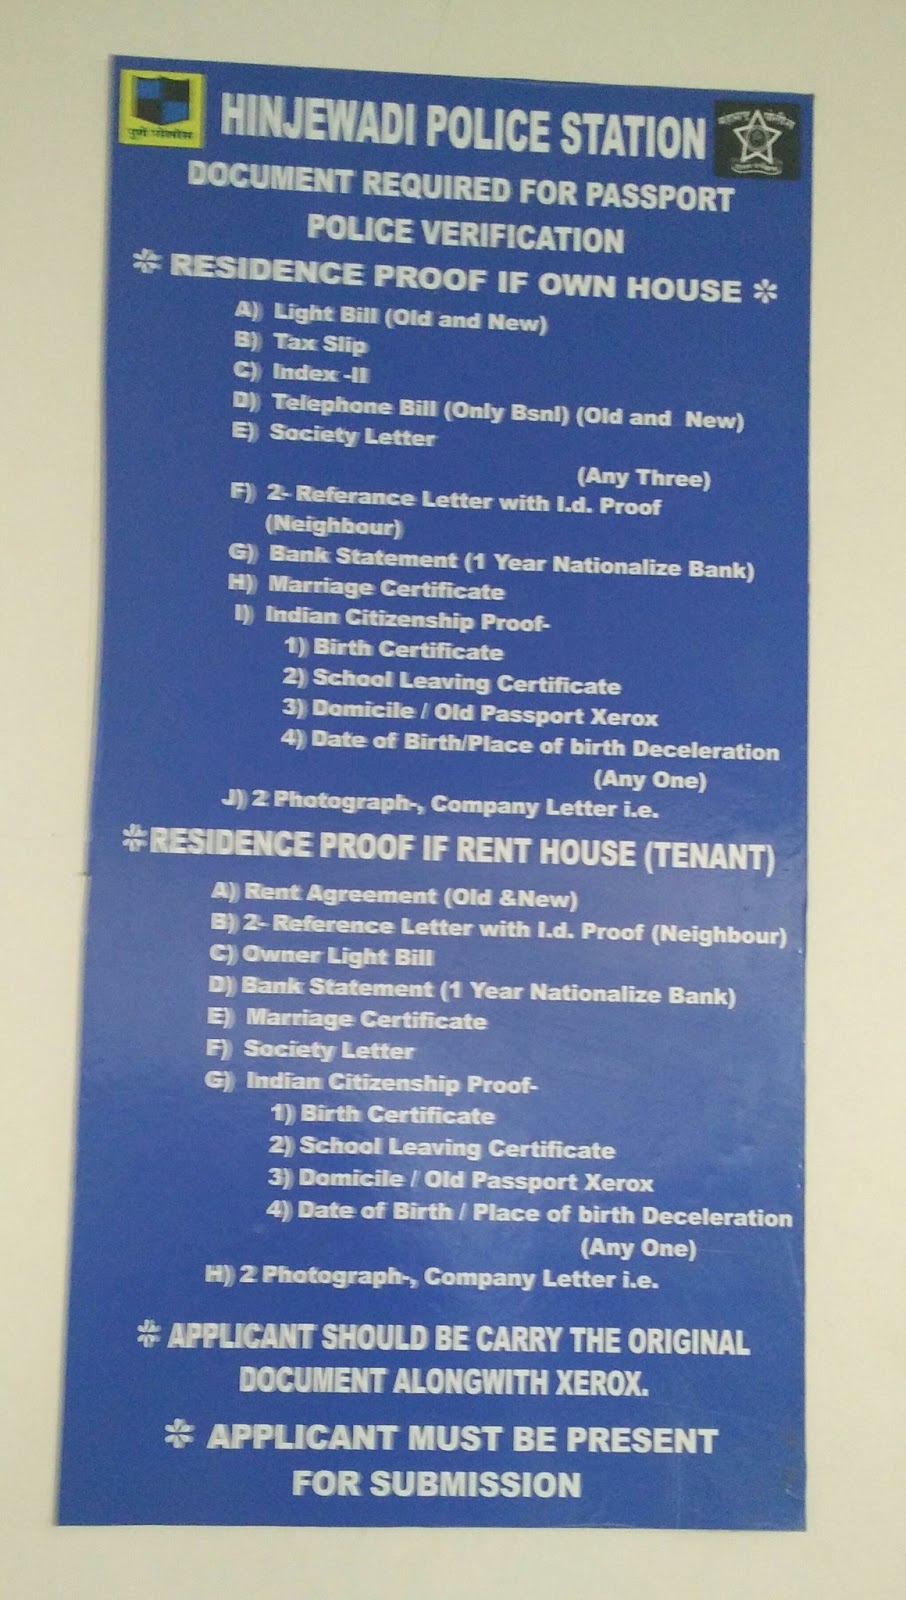 पुणे पोलीस
HINJEWADI POLICE STATION
DOCUMENT REQUIRED FOR PASSPORT
POLICE VERIFICATION
* RESIDENCE PROOF IF OWN HOUSE *
A) Light Bill (Old and New)
B) Tax Slip
C) Index -II
D) Telephone Bill (Only Bsnl) (Old and New)
E) Society Letter
(Any Three)
F) 2- Referance Letter with I.d. Proof
(Neighbour)
G) Bank Statement (1 Year Nationalize Bank)
H) Marriage Certificate
I) Indian Citizenship Proof-
1) Birth Certificate
2) School Leaving Certificate
3) Domicile / Old Passport Xerox
4) Date of Birth/Place of birth Deceleration
(Any One)
J) 2 Photograph-, Company Letter i.e.
*RESIDENCE PROOF IF RENT HOUSE (TENANT)
A) Rent Agreement (Old &New)
B) 2- Reference Letter with I.d. Proof (Neighbour)
C) Owner Light Bill
D) Bank Statement (1 Year Nationalize Bank)
E) Marriage Certificate
F) Society Letter
G) Indian Citizenship Proof-
1) Birth Certificate
2) School Leaving Certificate
3) Domicile / Old Passport Xerox
4) Date of Birth / Place of birth Deceleration
(Any One)
H) 2 Photograph-, Company Letter i.e.
* APPLICANT SHOULD BE CARRY THE ORIGINAL
DOCUMENT ALONGWITH XEROX.
* APPLICANT MUST BE PRESENT
FOR SUBMISSION